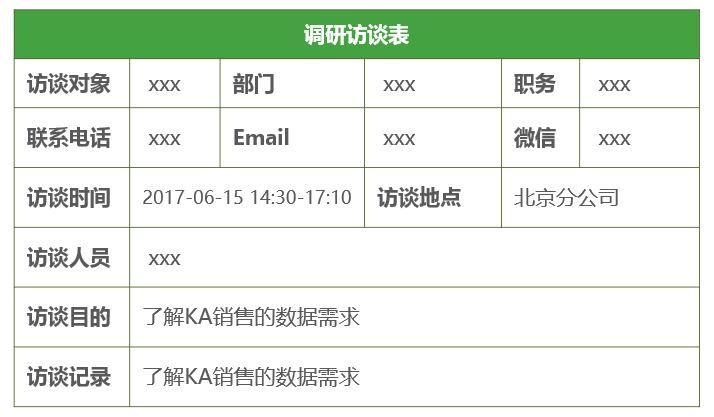 调研访谈表
访谈对象 xxx 部门 xxx 职务 xxx
联系电话 xxx Email xxx 微信 xxx
访谈时间 2017-06-15 14:30-17:10 访谈地点 北京分公司
访谈人员 xxx
访谈目的 了解KA销售的数据需求
访谈记录 了解KA销售的数据需求